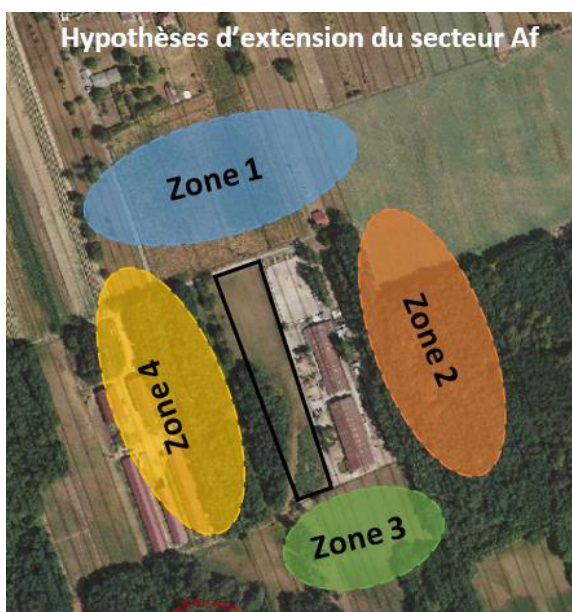 Hypothèses d'extension du secteur Af
Zone 1
Zone 2
Zone 4
Zone 3